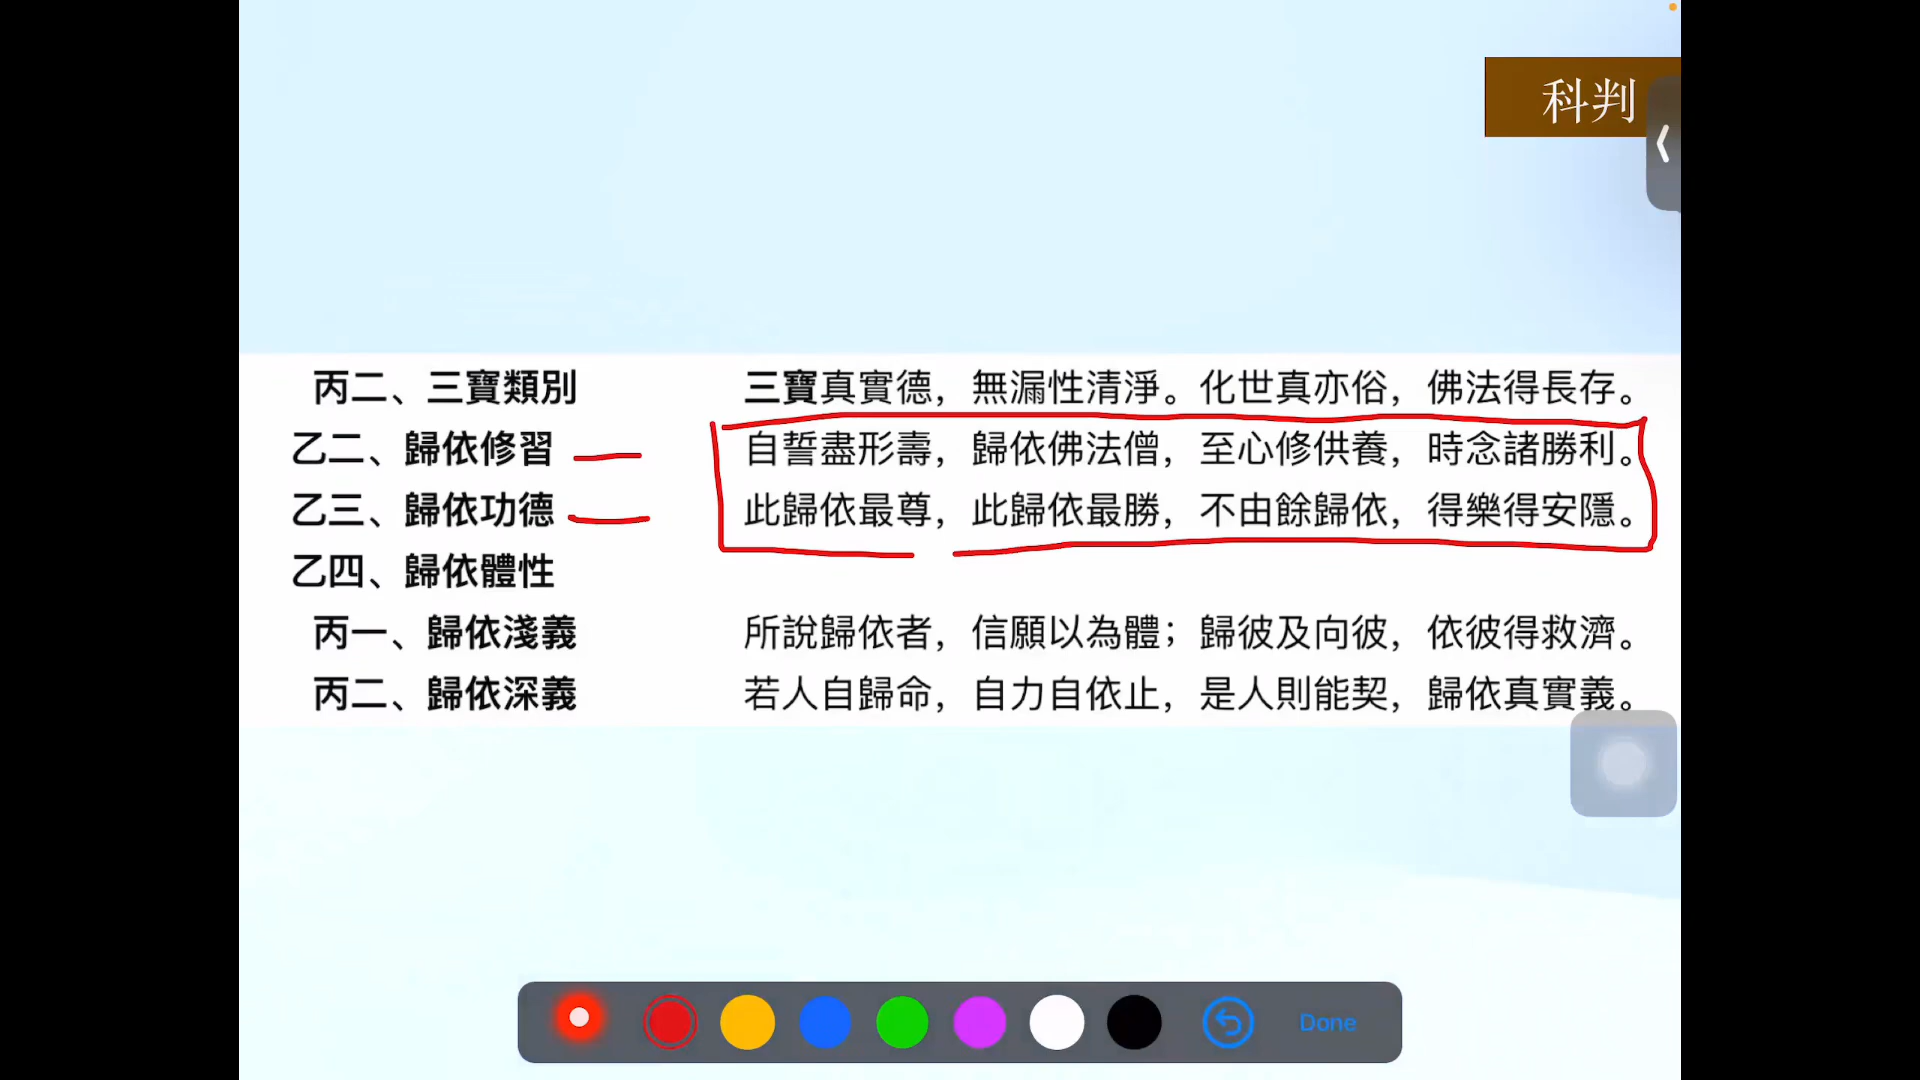 科判
丙二、三寶類別 三寶真實德，無漏性清淨。化世真亦俗，佛法得長存。
乙二、歸依修習 自誓盡形壽，歸依佛法僧，至心修供養，時念諸勝利。
乙三、歸依功德 此歸依最尊，此歸依最勝，不由餘歸依，得樂得安隱。
乙四、歸依體性
丙一、歸依淺義 所說歸依者，信願以為體；歸彼及向彼，依彼得救濟。
丙二、歸依深義 若人自歸命，自力自依止，是人則能契，歸依真實義。
Done